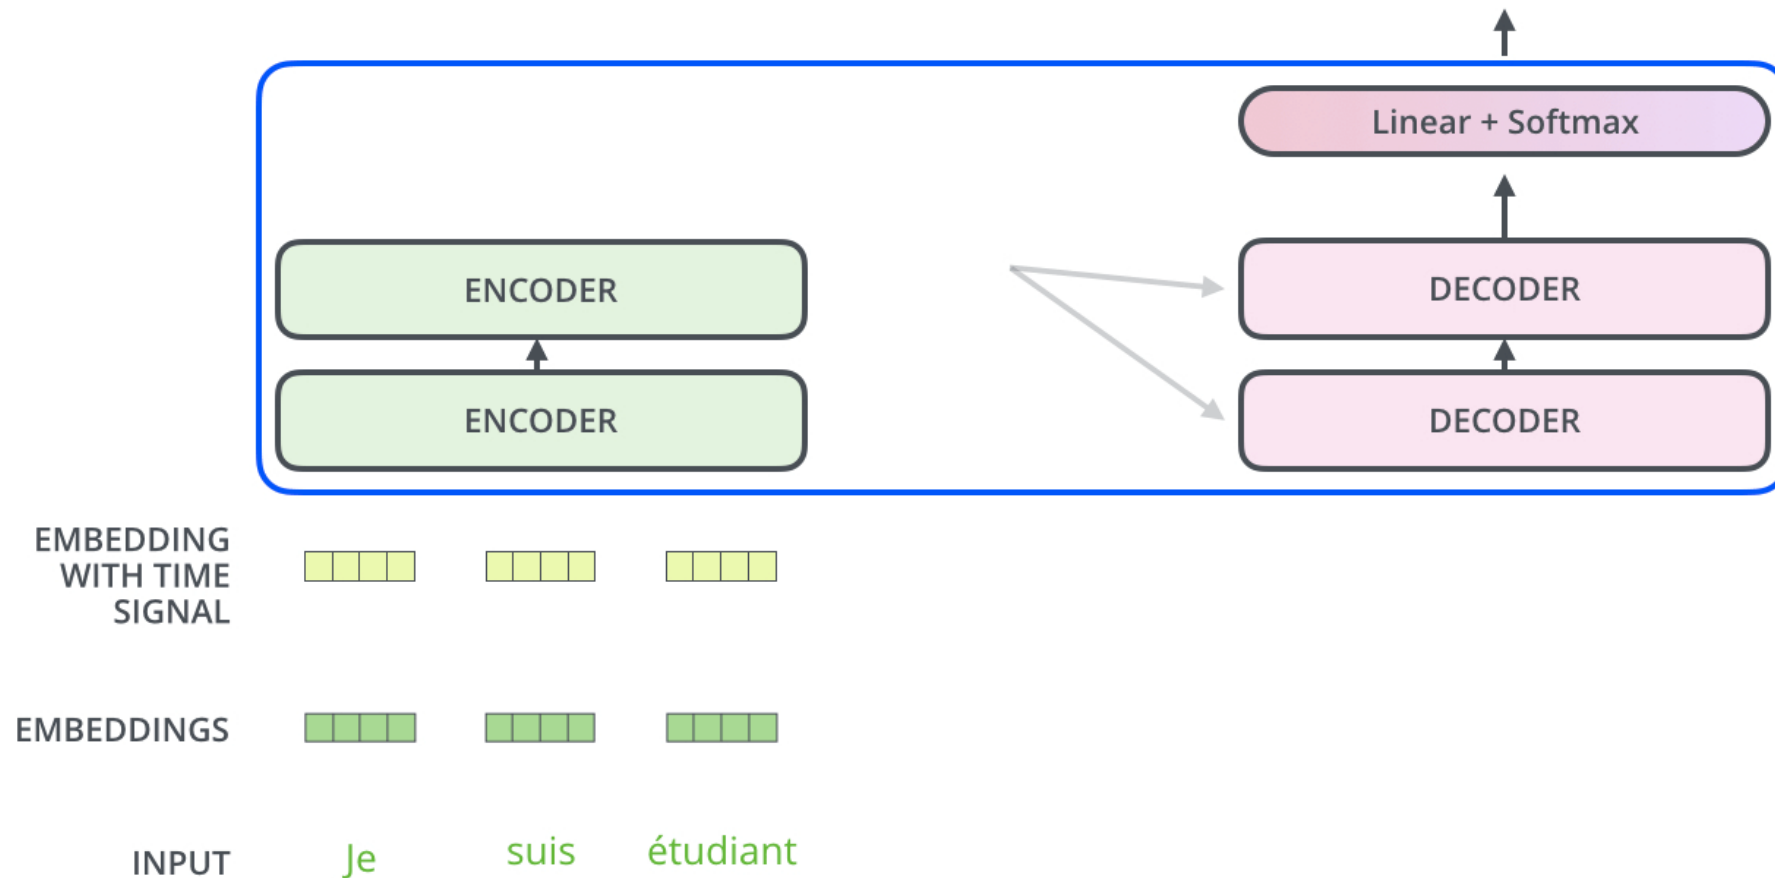 Linear + Softmax
ENCODER
DECODER
ENCODER
DECODER
EMBEDDING
WITH TIME
SIGNAL
EMBEDDINGS
INPUT Je suis étudiant